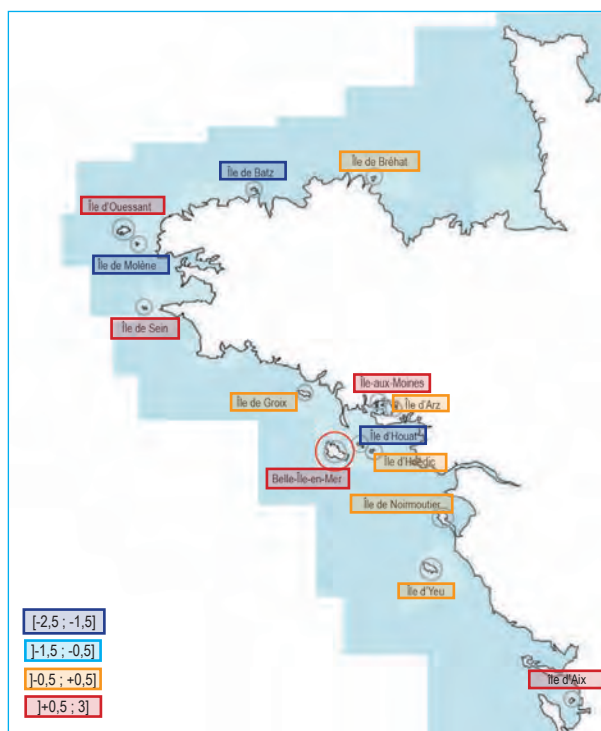 Île de Bréhat
Île de Batz
Île d'Ouessant
Île de Molène
Île de Sein
Île-aux-Moines
Île de Groix
Île d'Arz
Île d'Houat
Île d'Hoëdic
Belle-Île-en-Mer
Île de Noirmoutier...
Île d'Yeu
[-2,5 ; -1,5]
]-1,5 ; -0,5]
]-0,5 ; +0,5]
]+0,5 ; 3]
Île d'Aix